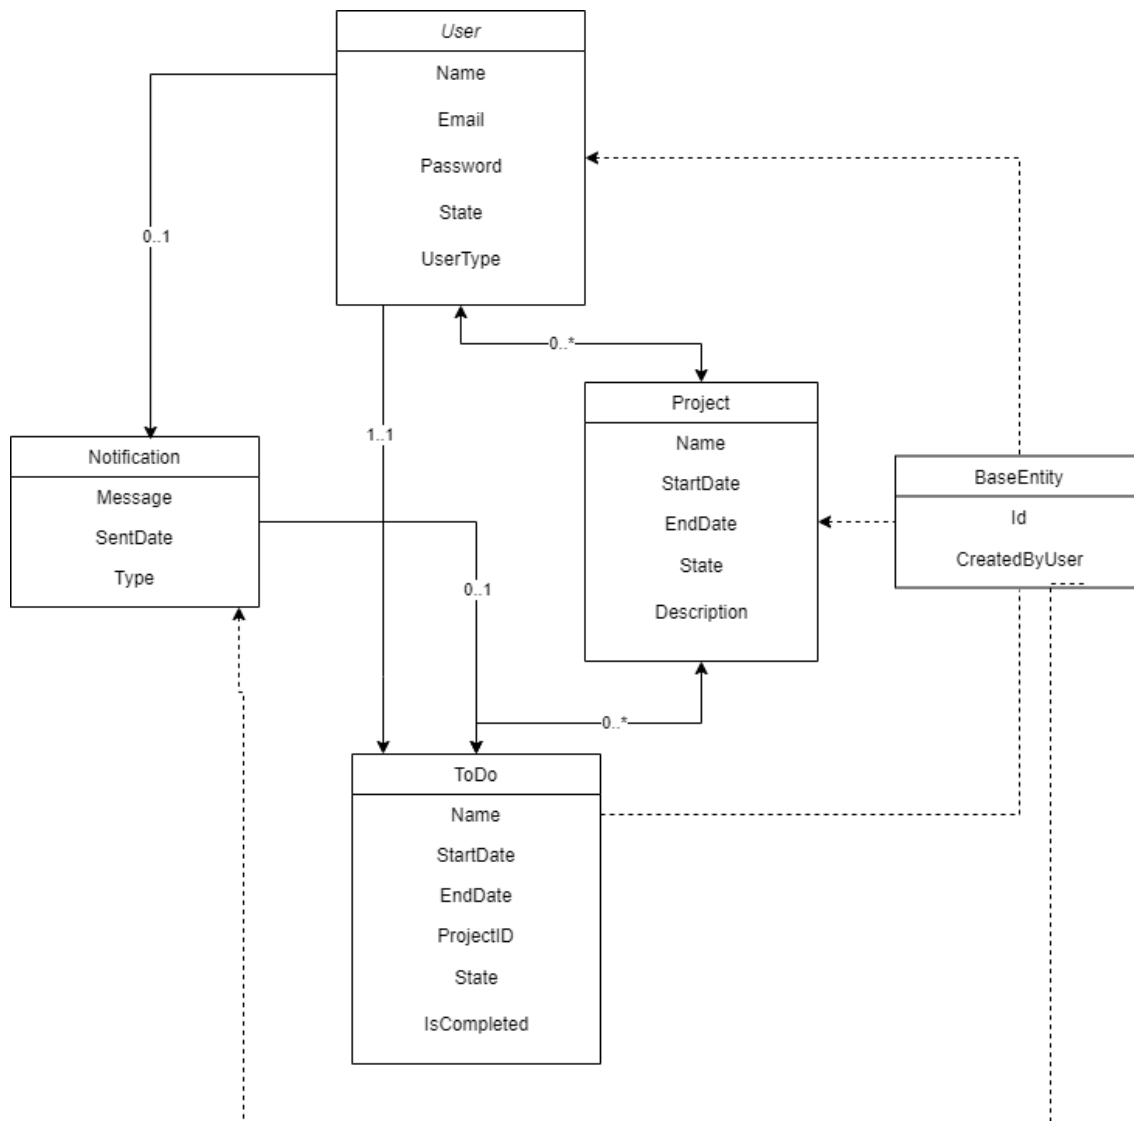 User
Name
Email
Password
State
UserType
0..1
0..*
1..1
Project
Name
StartDate
EndDate
State
Description
Notification
Message
SentDate
Type
BaseEntity
Id
CreatedByUser
0..1
0..*
ToDo
Name
StartDate
EndDate
ProjectID
State
IsCompleted